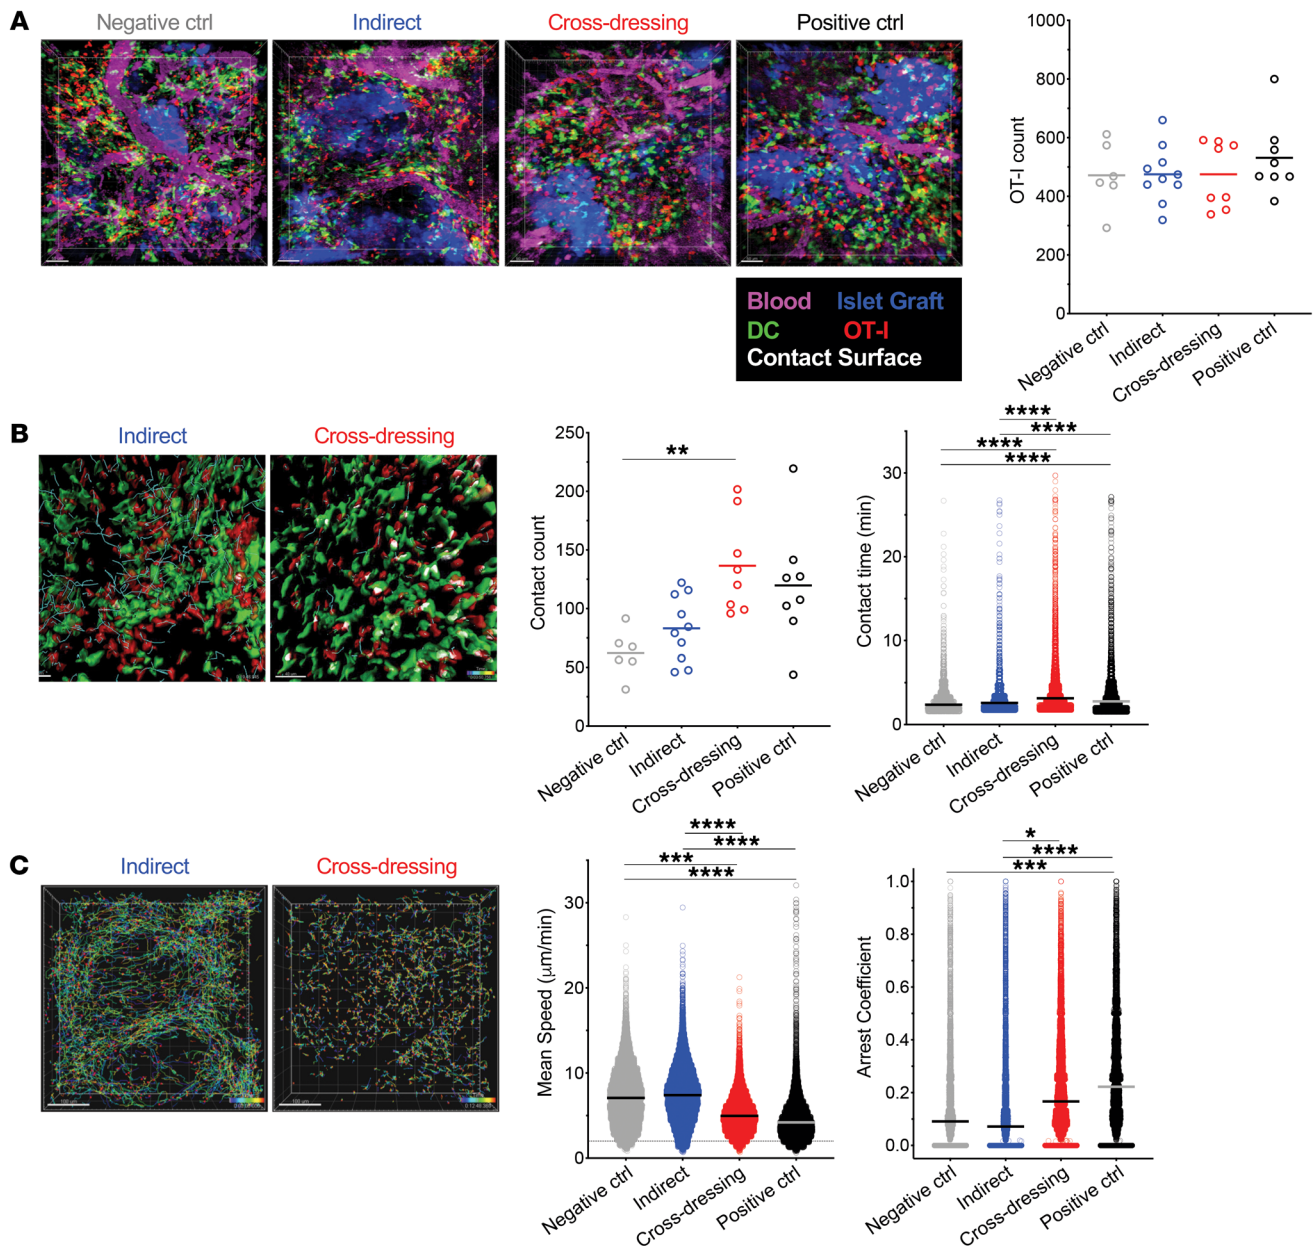 A
Negative ctrl
Indirect
Cross-dressing
Positive ctrl
Blood
Islet Graft
DC
OT-I
Contact Surface
OT-I count
1000
800
600
400
200
0
Negative ctrl
Indirect
Cross-dressing
Positive ctrl
B
Indirect
Cross-dressing
Contact count
250
200
150
100
50
0
**
Negative ctrl
Indirect
Cross-dressing
Positive ctrl
Contact time (min)
30
20
10
0
****
****
****
****
Negative ctrl
Indirect
Cross-dressing
Positive ctrl
C
Indirect
Cross-dressing
Mean Speed (μm/min)
30
20
10
0
****
****
***
****
Negative ctrl
Indirect
Cross-dressing
Positive ctrl
Arrest Coefficient
1.0
0.8
0.6
0.4
0.2
0.0
*
****
***
Negative ctrl
Indirect
Cross-dressing
Positive ctrl